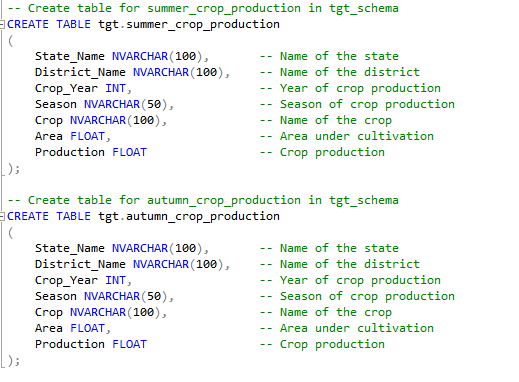 -- Create table for summer_crop_production in tgt_schema
CREATE TABLE tgt.summer_crop_production
(
    State_Name NVARCHAR(100),       -- Name of the state
    District_Name NVARCHAR(100),    -- Name of the district
    Crop_Year INT,                  -- Year of crop production
    Season NVARCHAR(50),            -- Season of crop production
    Crop NVARCHAR(100),             -- Name of the crop
    Area FLOAT,                     -- Area under cultivation
    Production FLOAT                -- Crop production
);

-- Create table for autumn_crop_production in tgt_schema
CREATE TABLE tgt.autumn_crop_production
(
    State_Name NVARCHAR(100),       -- Name of the state
    District_Name NVARCHAR(100),    -- Name of the district
    Crop_Year INT,                  -- Year of crop production
    Season NVARCHAR(50),            -- Season of crop production
    Crop NVARCHAR(100),             -- Name of the crop
    Area FLOAT,                     -- Area under cultivation
    Production FLOAT                -- Crop production
);